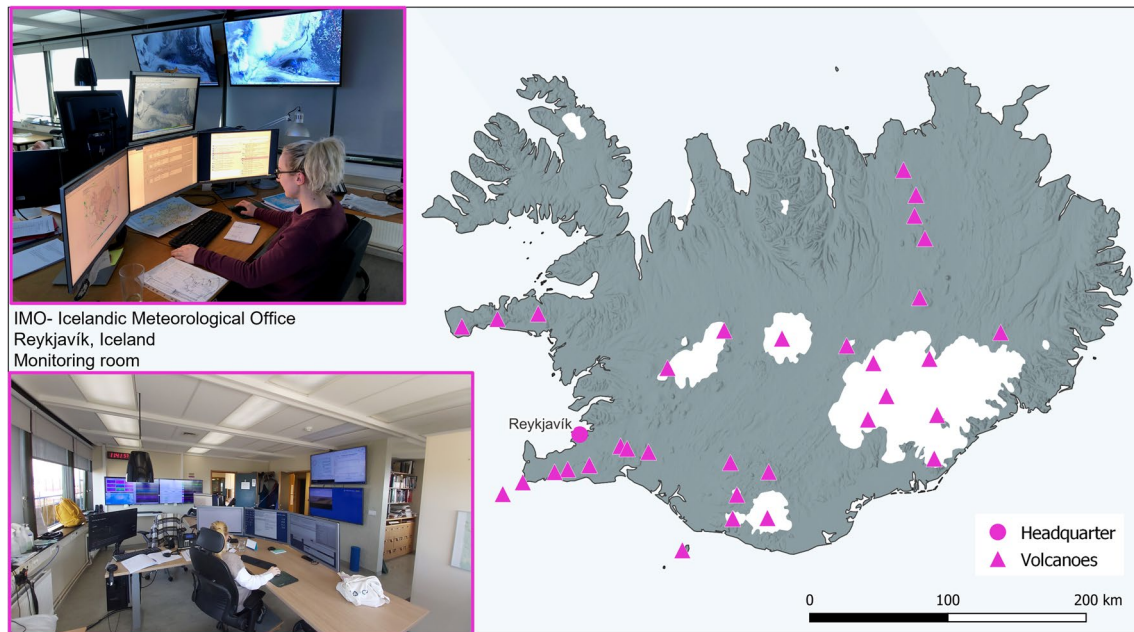 IMO- Icelandic Meteorological Office
Reykjavík, Iceland
Monitoring room
Reykjavík
Headquarter
Volcanoes
0 100 200 km